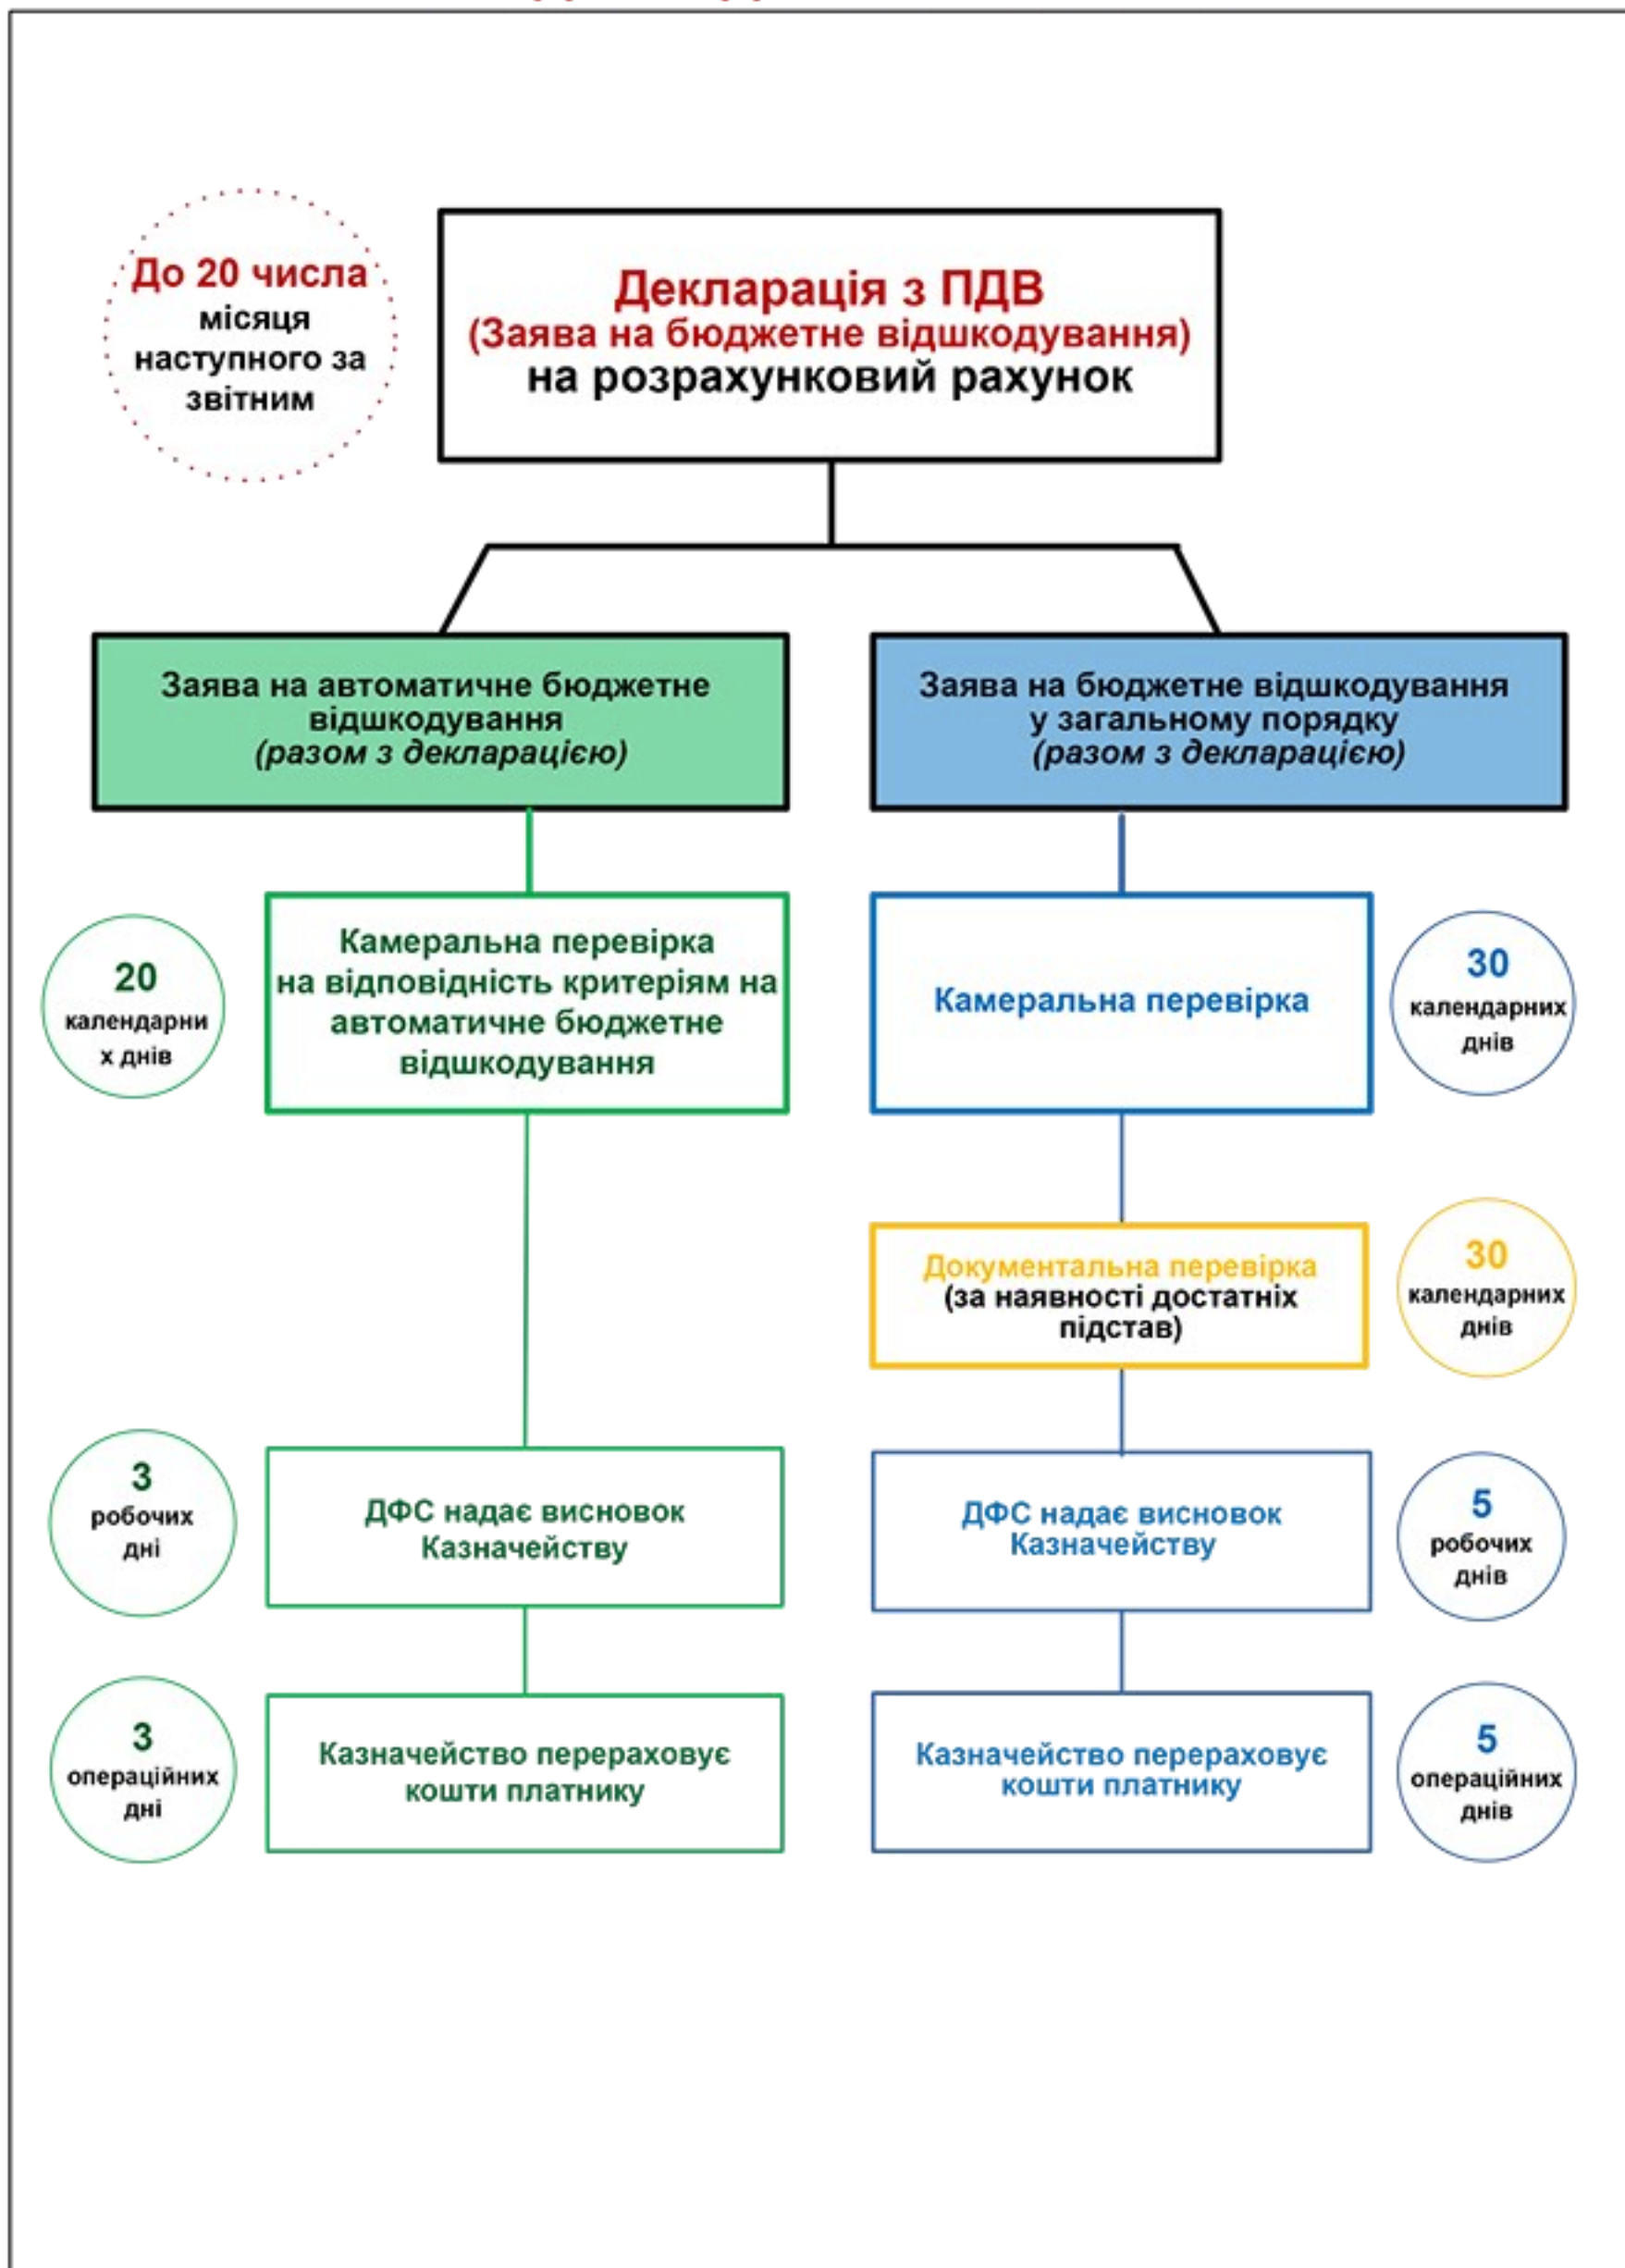 До 20 числа
місяця
наступного за
звітним
Декларація з ПДВ
(Заява на бюджетне відшкодування)
на розрахунковий рахунок
Заява на автоматичне бюджетне
відшкодування
(разом з декларацією)
Заява на бюджетне відшкодування
у загальному порядку
(разом з декларацією)
20
календарни
х днів
Камеральна перевірка
на відповідність критеріям на
автоматичне бюджетне
відшкодування
Камеральна перевірка
30
календарних
днів
Документальна перевірка
(за наявності достатніх
підстав)
30
календарних
днів
3
робочих
дні
ДФС надає висновок
Казначейству
ДФС надає висновок
Казначейству
5
робочих
днів
3
операційних
дні
Казначейство перераховує
кошти платнику
Казначейство перераховує
кошти платнику
5
операційних
днів